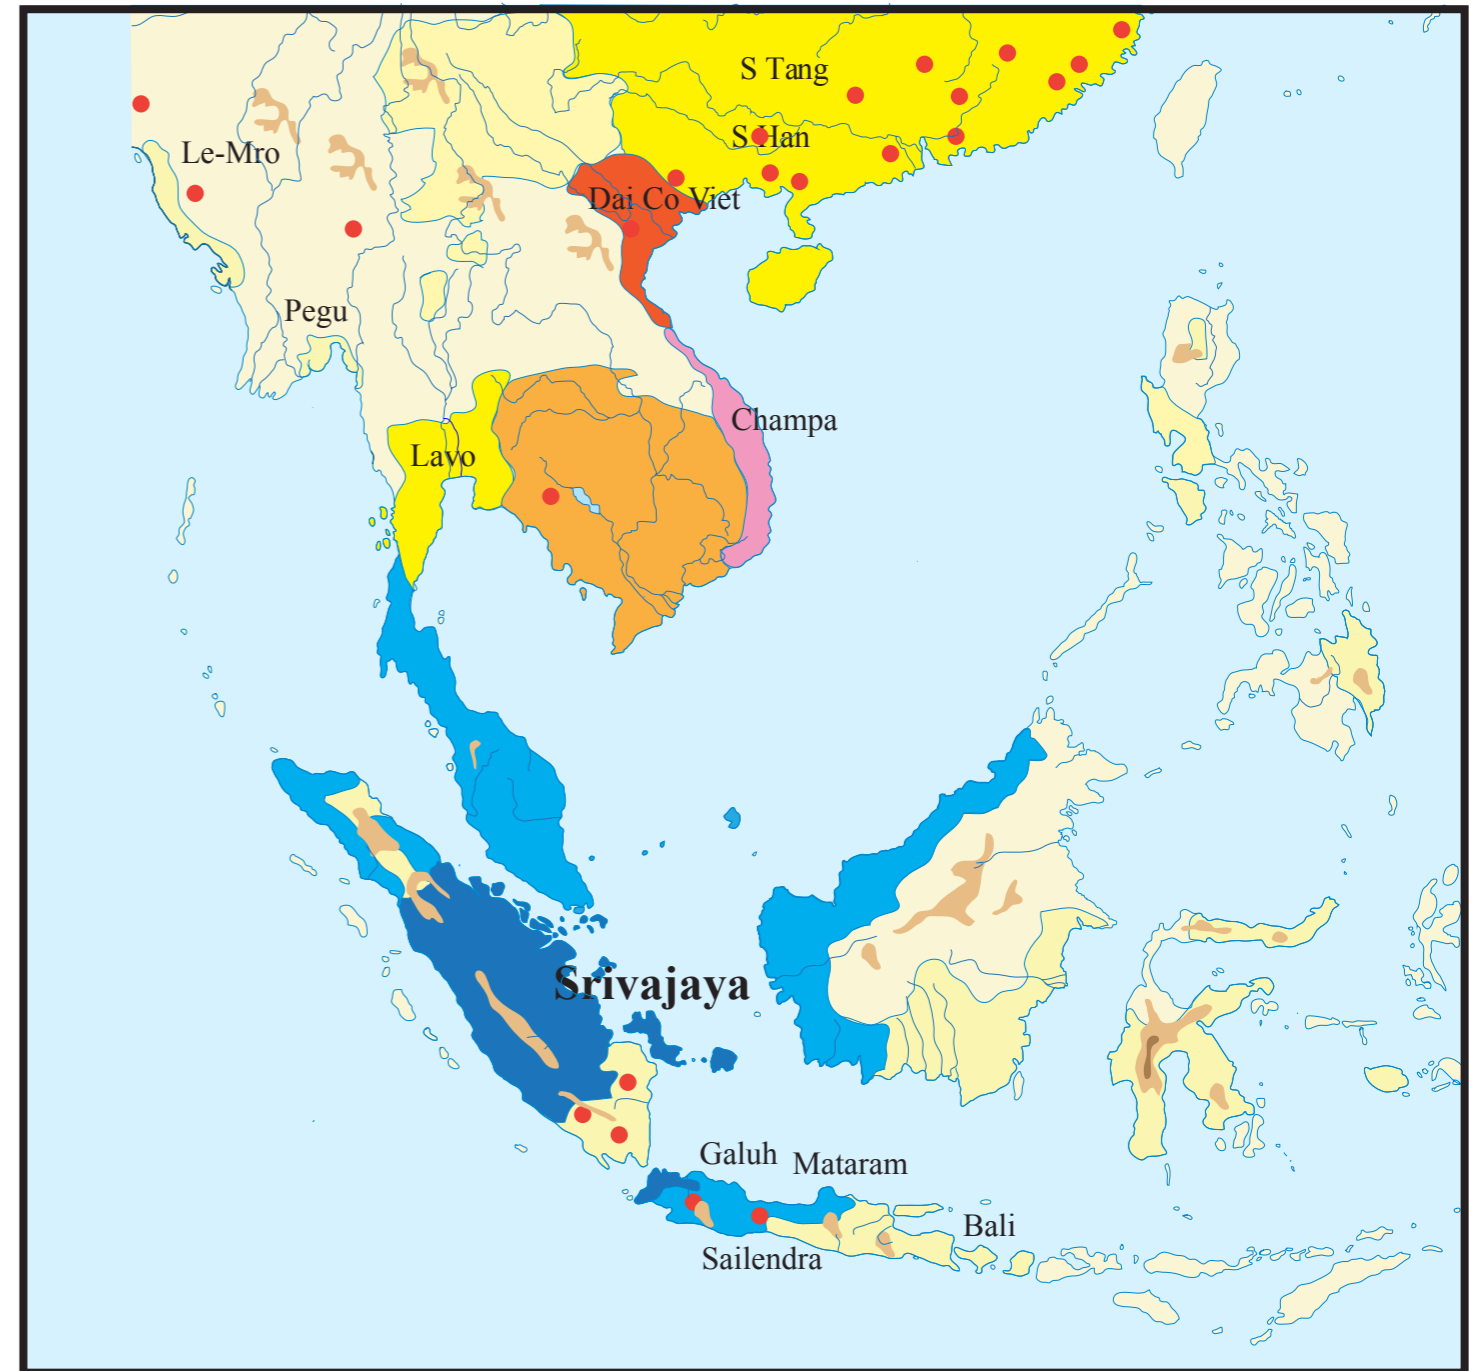 S Tang
S Han
Le-Mro
Dai Co Viet
Pegu
Champa
Lavo
Srivajaya
Galuh
Mataram
Bali
Sailendra